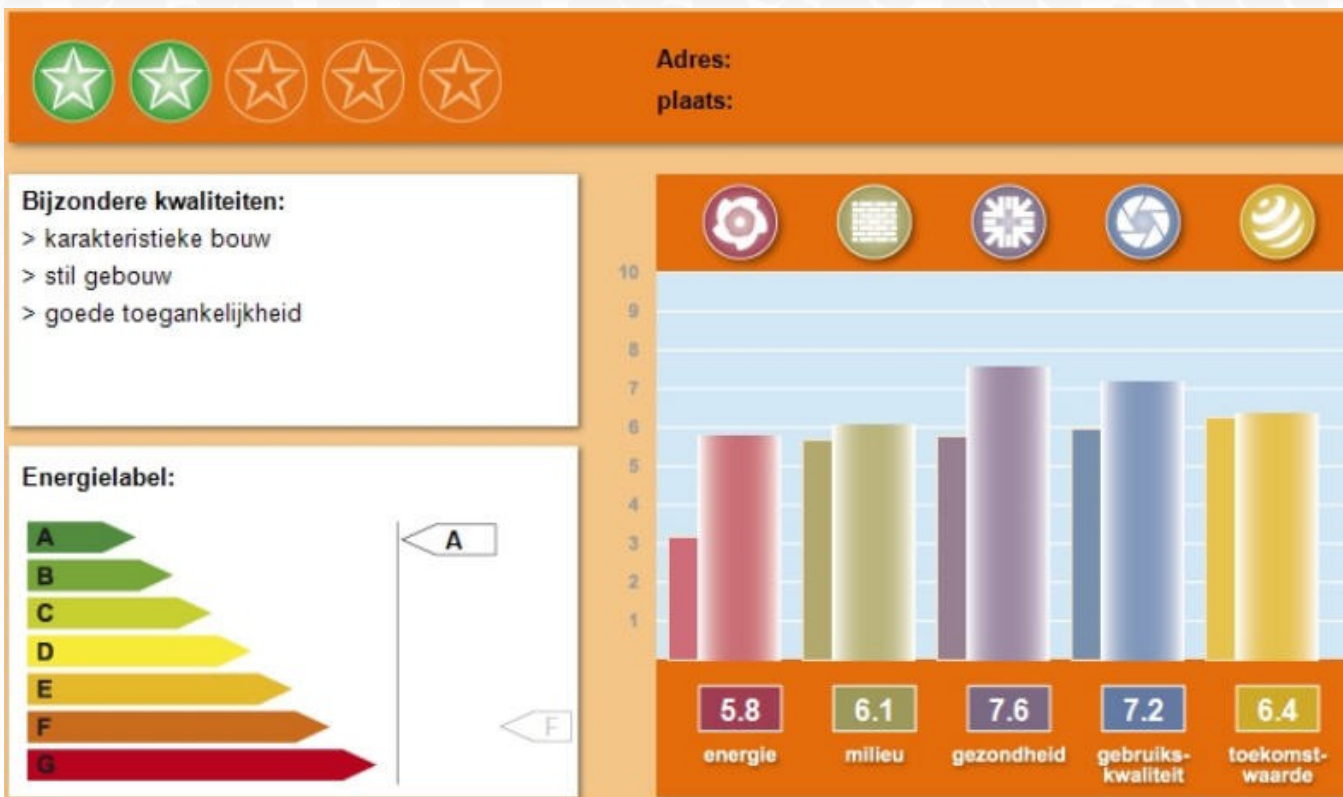 Adres:
plaats:
Bijzondere kwaliteiten:
> karakteristieke bouw
> stil gebouw
> goede toegankelijkheid
Energielabel:
A
B
C
D
E
F
G
A
F
10
9
8
7
6
5
4
3
2
1
5.8
6.1
7.6
7.2
6.4
energie
milieu
gezondheid
gebruiks-
kwaliteit
toekomst-
waarde